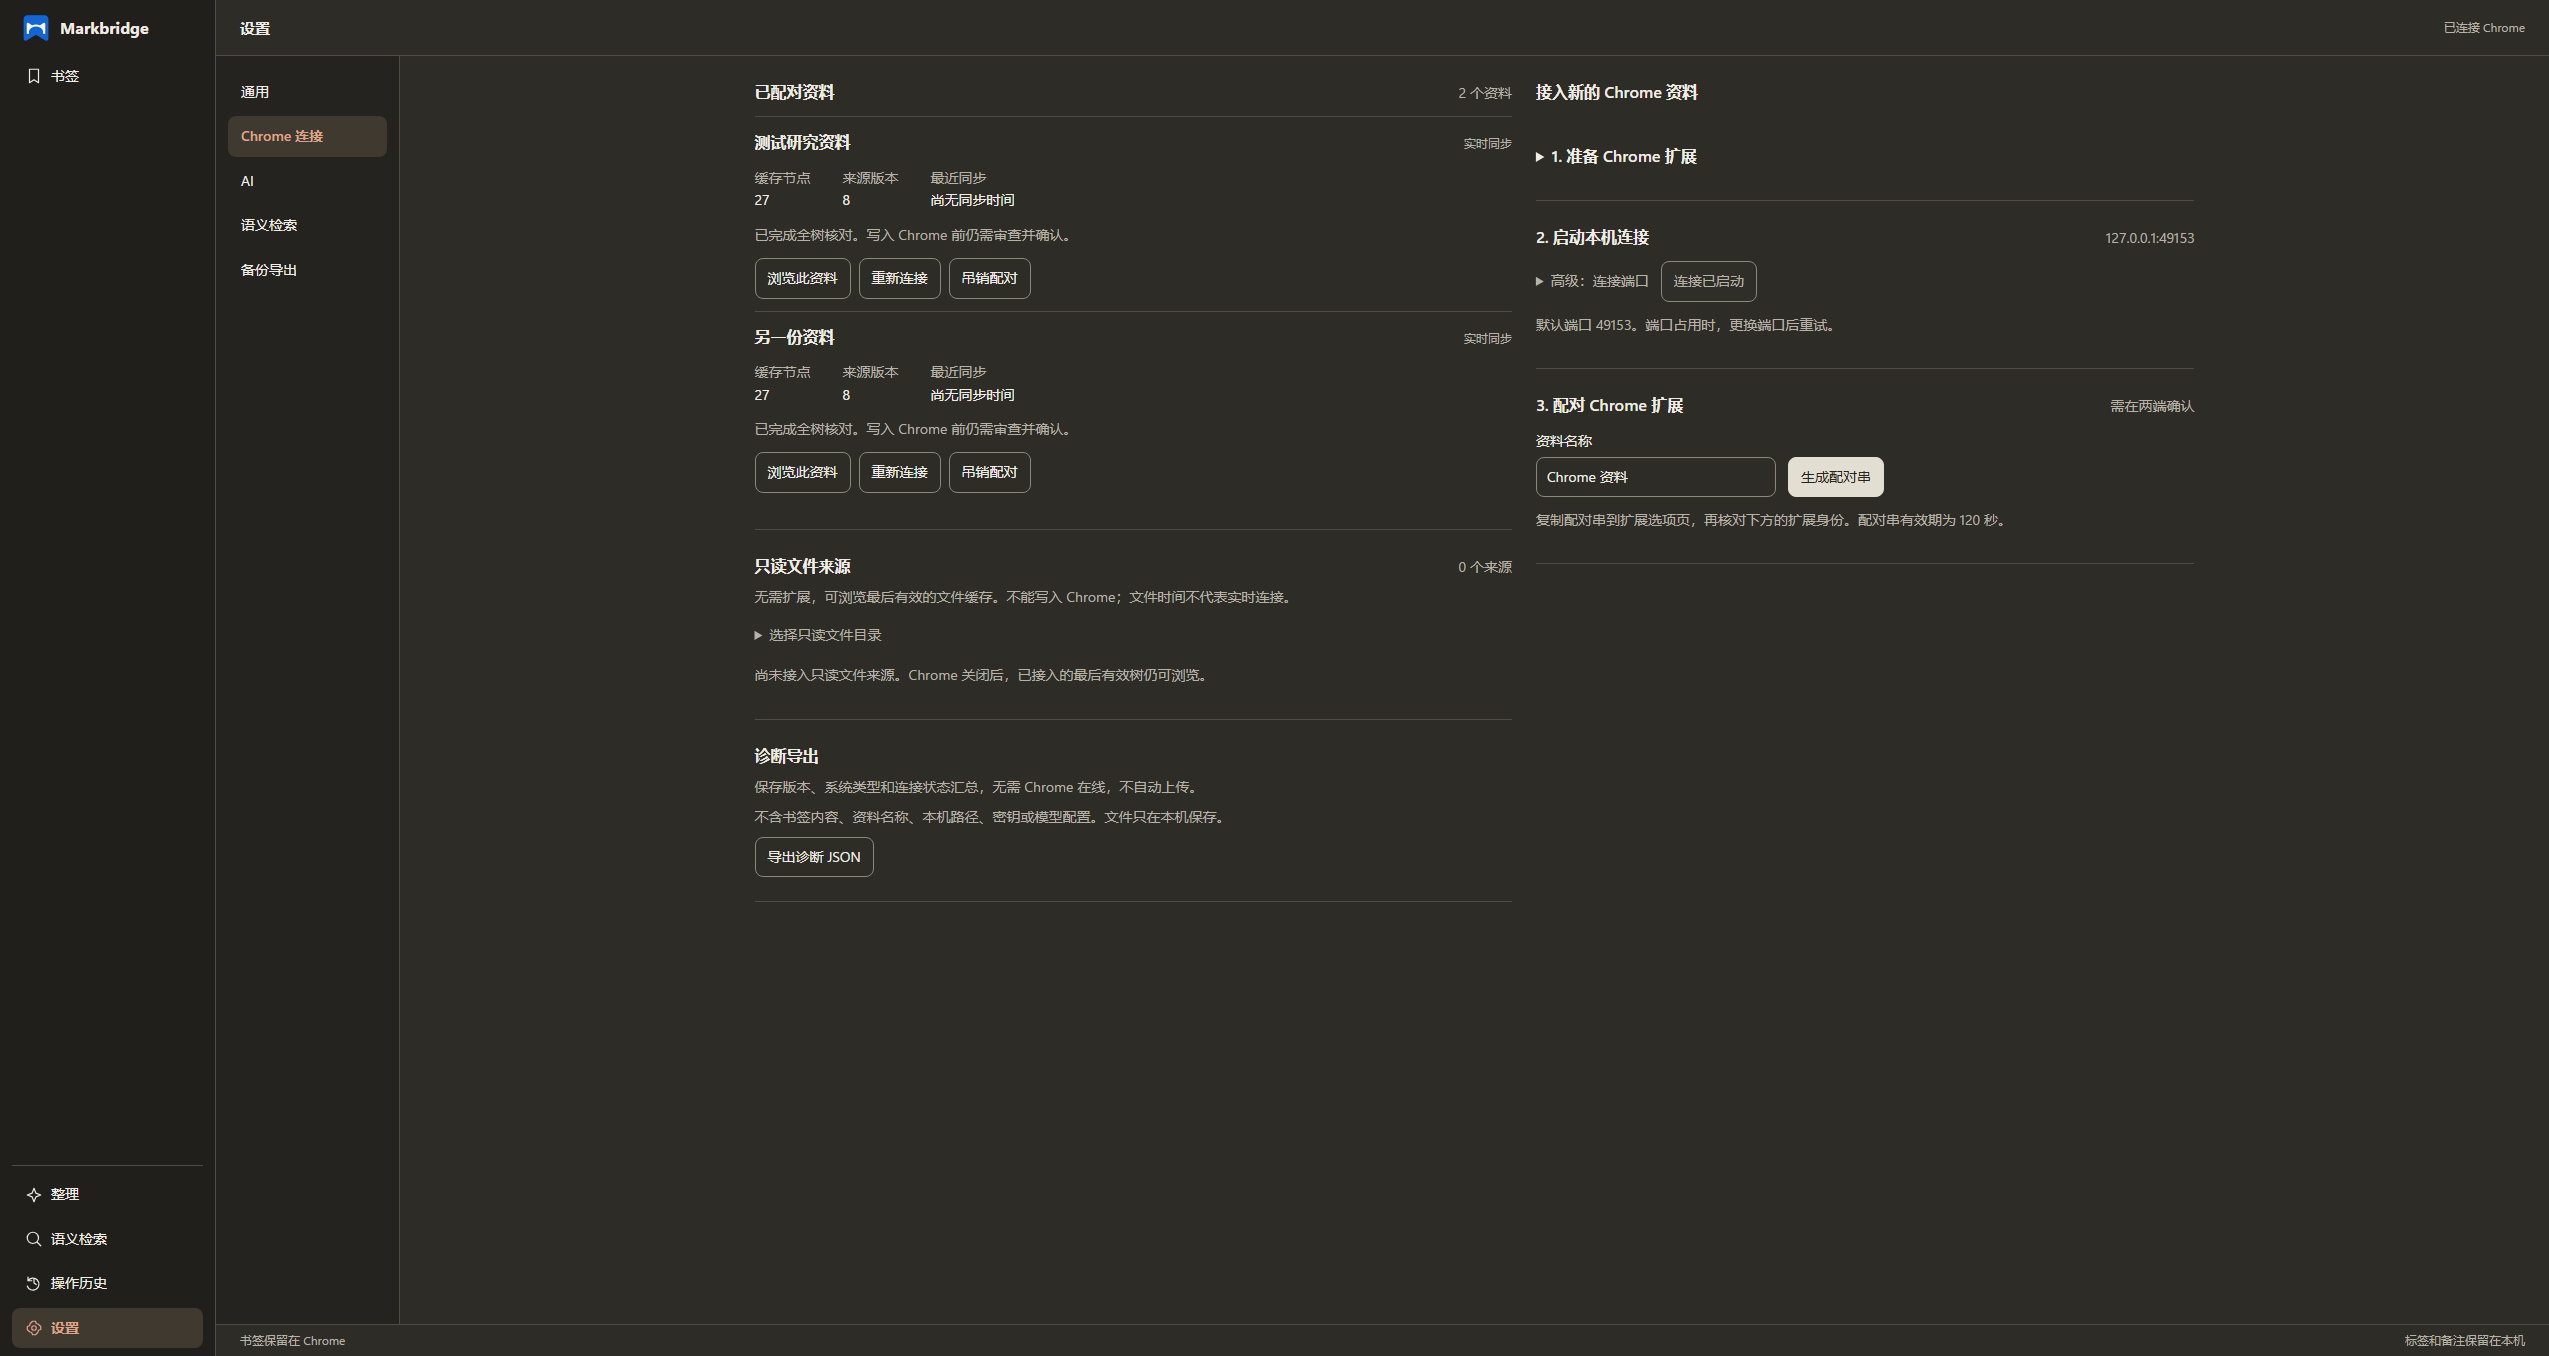 Markbridge
书签
整理
语义检索
操作历史
设置
设置
已连接 Chrome
通用
Chrome 连接
AI
语义检索
备份导出
已配对资料
2 个资料
测试研究资料
实时同步
缓存节点 来源版本 最近同步
27 8 尚无同步时间
已完成全树核对。写入 Chrome 前仍需审查并确认。
浏览此资料 重新连接 吊销配对
另一份资料
实时同步
缓存节点 来源版本 最近同步
27 8 尚无同步时间
已完成全树核对。写入 Chrome 前仍需审查并确认。
浏览此资料 重新连接 吊销配对
只读文件来源
0 个来源
无需扩展，可浏览最后有效的文件缓存。不能写入 Chrome；文件时间不代表实时连接。
选择只读文件目录
尚未接入只读文件来源。Chrome 关闭后，已接入的最后有效树仍可浏览。
诊断导出
保存版本、系统类型和连接状态汇总，无需 Chrome 在线，不自动上传。
不含书签内容、资料名称、本机路径、密钥或模型配置。文件只在本机保存。
导出诊断 JSON
接入新的 Chrome 资料
1. 准备 Chrome 扩展
2. 启动本机连接
127.0.0.1:49153
高级：连接端口 连接已启动
默认端口 49153。端口占用时，更换端口后重试。
3. 配对 Chrome 扩展
需在两端确认
资料名称
Chrome 资料 生成配对串
复制配对串到扩展选项页，再核对下方的扩展身份。配对串有效期为 120 秒。
书签保留在 Chrome
标签和备注保留在本机